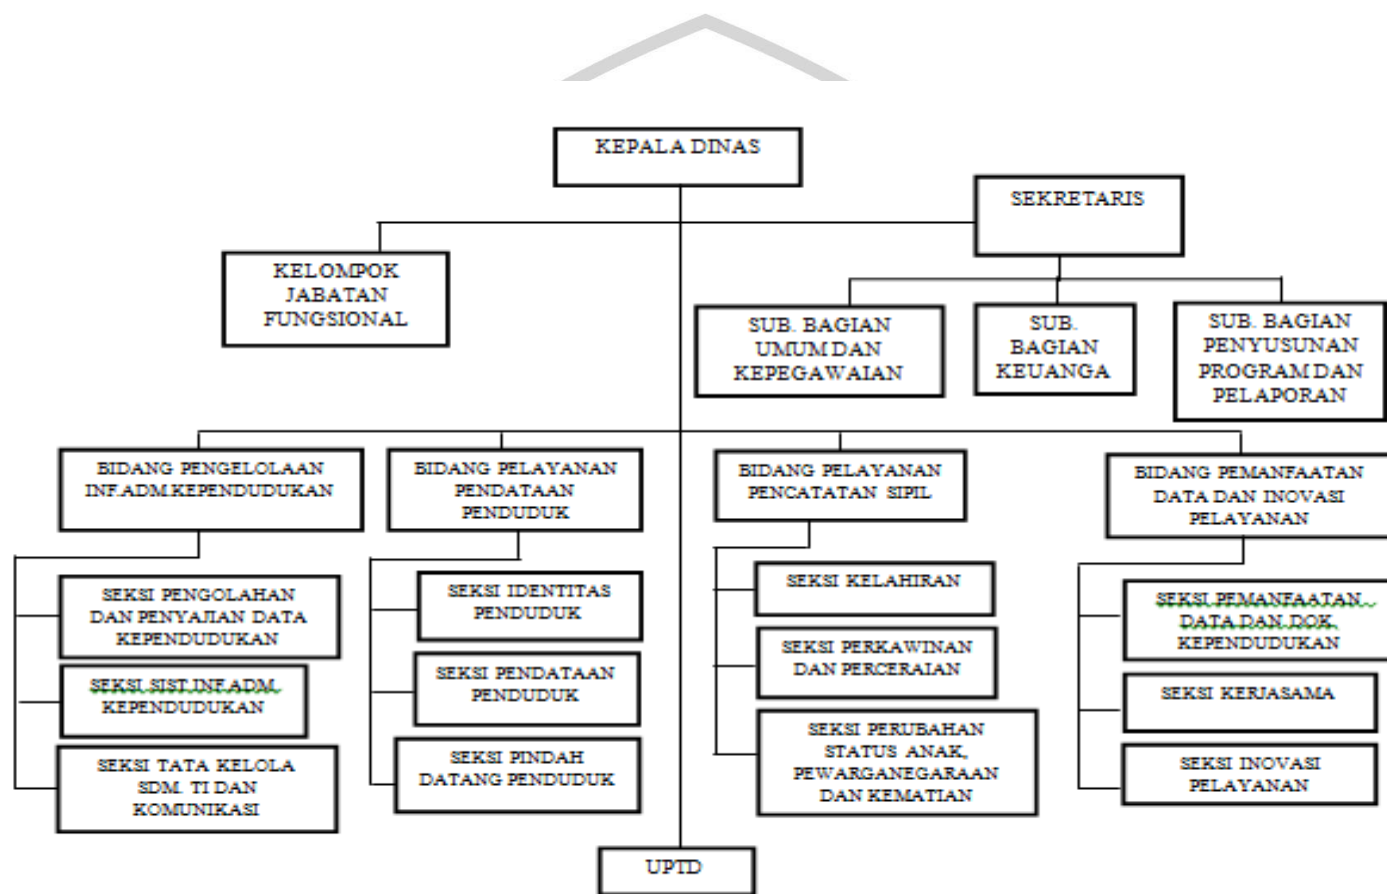 KEPALA DINAS
SEKRETARIS
KELOMPOK
JABATAN
FUNGSIONAL
SUB. BAGIAN
UMUM DAN
KEPEGAWAIAN
SUB.
BAGIAN
KEUANGA
SUB. BAGIAN
PENYUSUNAN
PROGRAM DAN
PELAPORAN
BIDANG PENGELOLAAN
INF.ADM.KEPENDUDUKAN
BIDANG PELAYANAN
PENDATAAN
PENDUDUK
BIDANG PELAYANAN
PENCATATAN SIPIL
BIDANG PEMANFAATAN
DATA DAN INOVASI
PELAYANAN
SEKSI PENGOLAHAN
DAN PENYAJIAN DATA
KEPENDUDUKAN
SEKSI SIST.INF.ADM.
KEPENDUDUKAN
SEKSI TATA KELOLA
SDM. TI DAN
KOMUNIKASI
SEKSI IDENTITAS
PENDUDUK
SEKSI PENDATAAN
PENDUDUK
SEKSI PINDAH
DATANG PENDUDUK
SEKSI KELAHIRAN
SEKSI PERKAWINAN
DAN PERCERAIAN
SEKSI PERUBAHAN
STATUS ANAK,
PEWARGANEGARAAN
DAN KEMATIAN
SEKSI PEMANFAATAN
DATA DAN DOK
KEPENDUDUKAN
SEKSI KERJASAMA
SEKSI INOVASI
PELAYANAN
UPTD